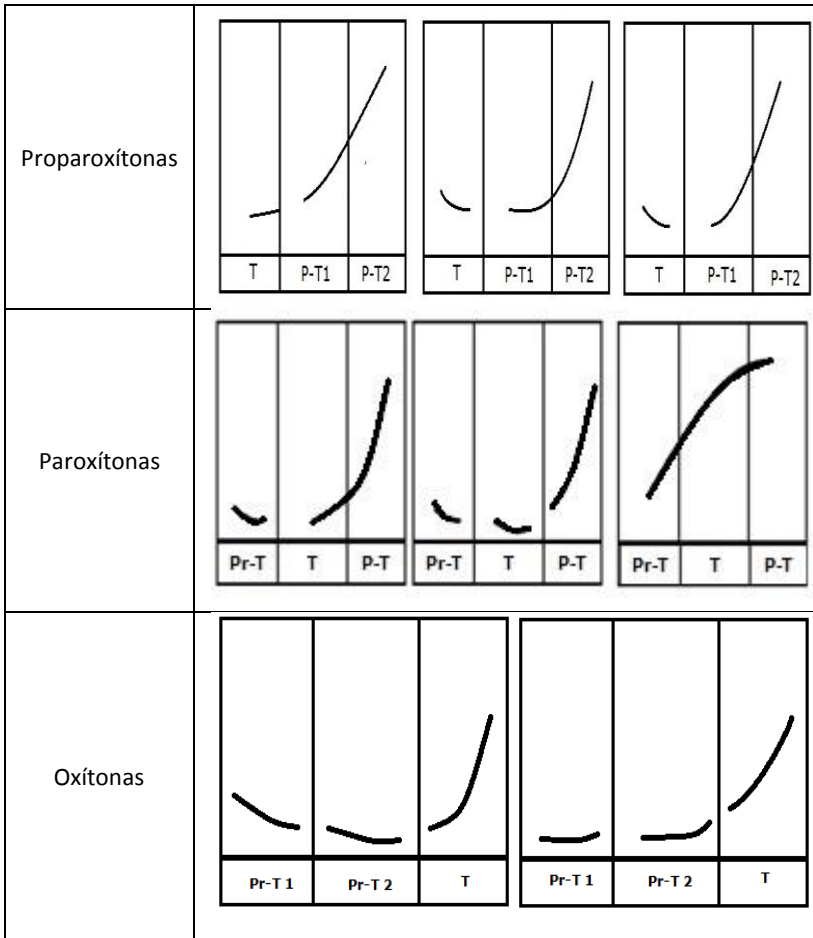 Proparoxítonas
T P-T1 P-T2
T P-T1 P-T2
T P-T1 P-T2
Paroxítonas
Pr-T T P-T
Pr-T T P-T
Pr-T T P-T
Oxítonas
Pr-T 1 Pr-T 2 T
Pr-T 1 Pr-T 2 T